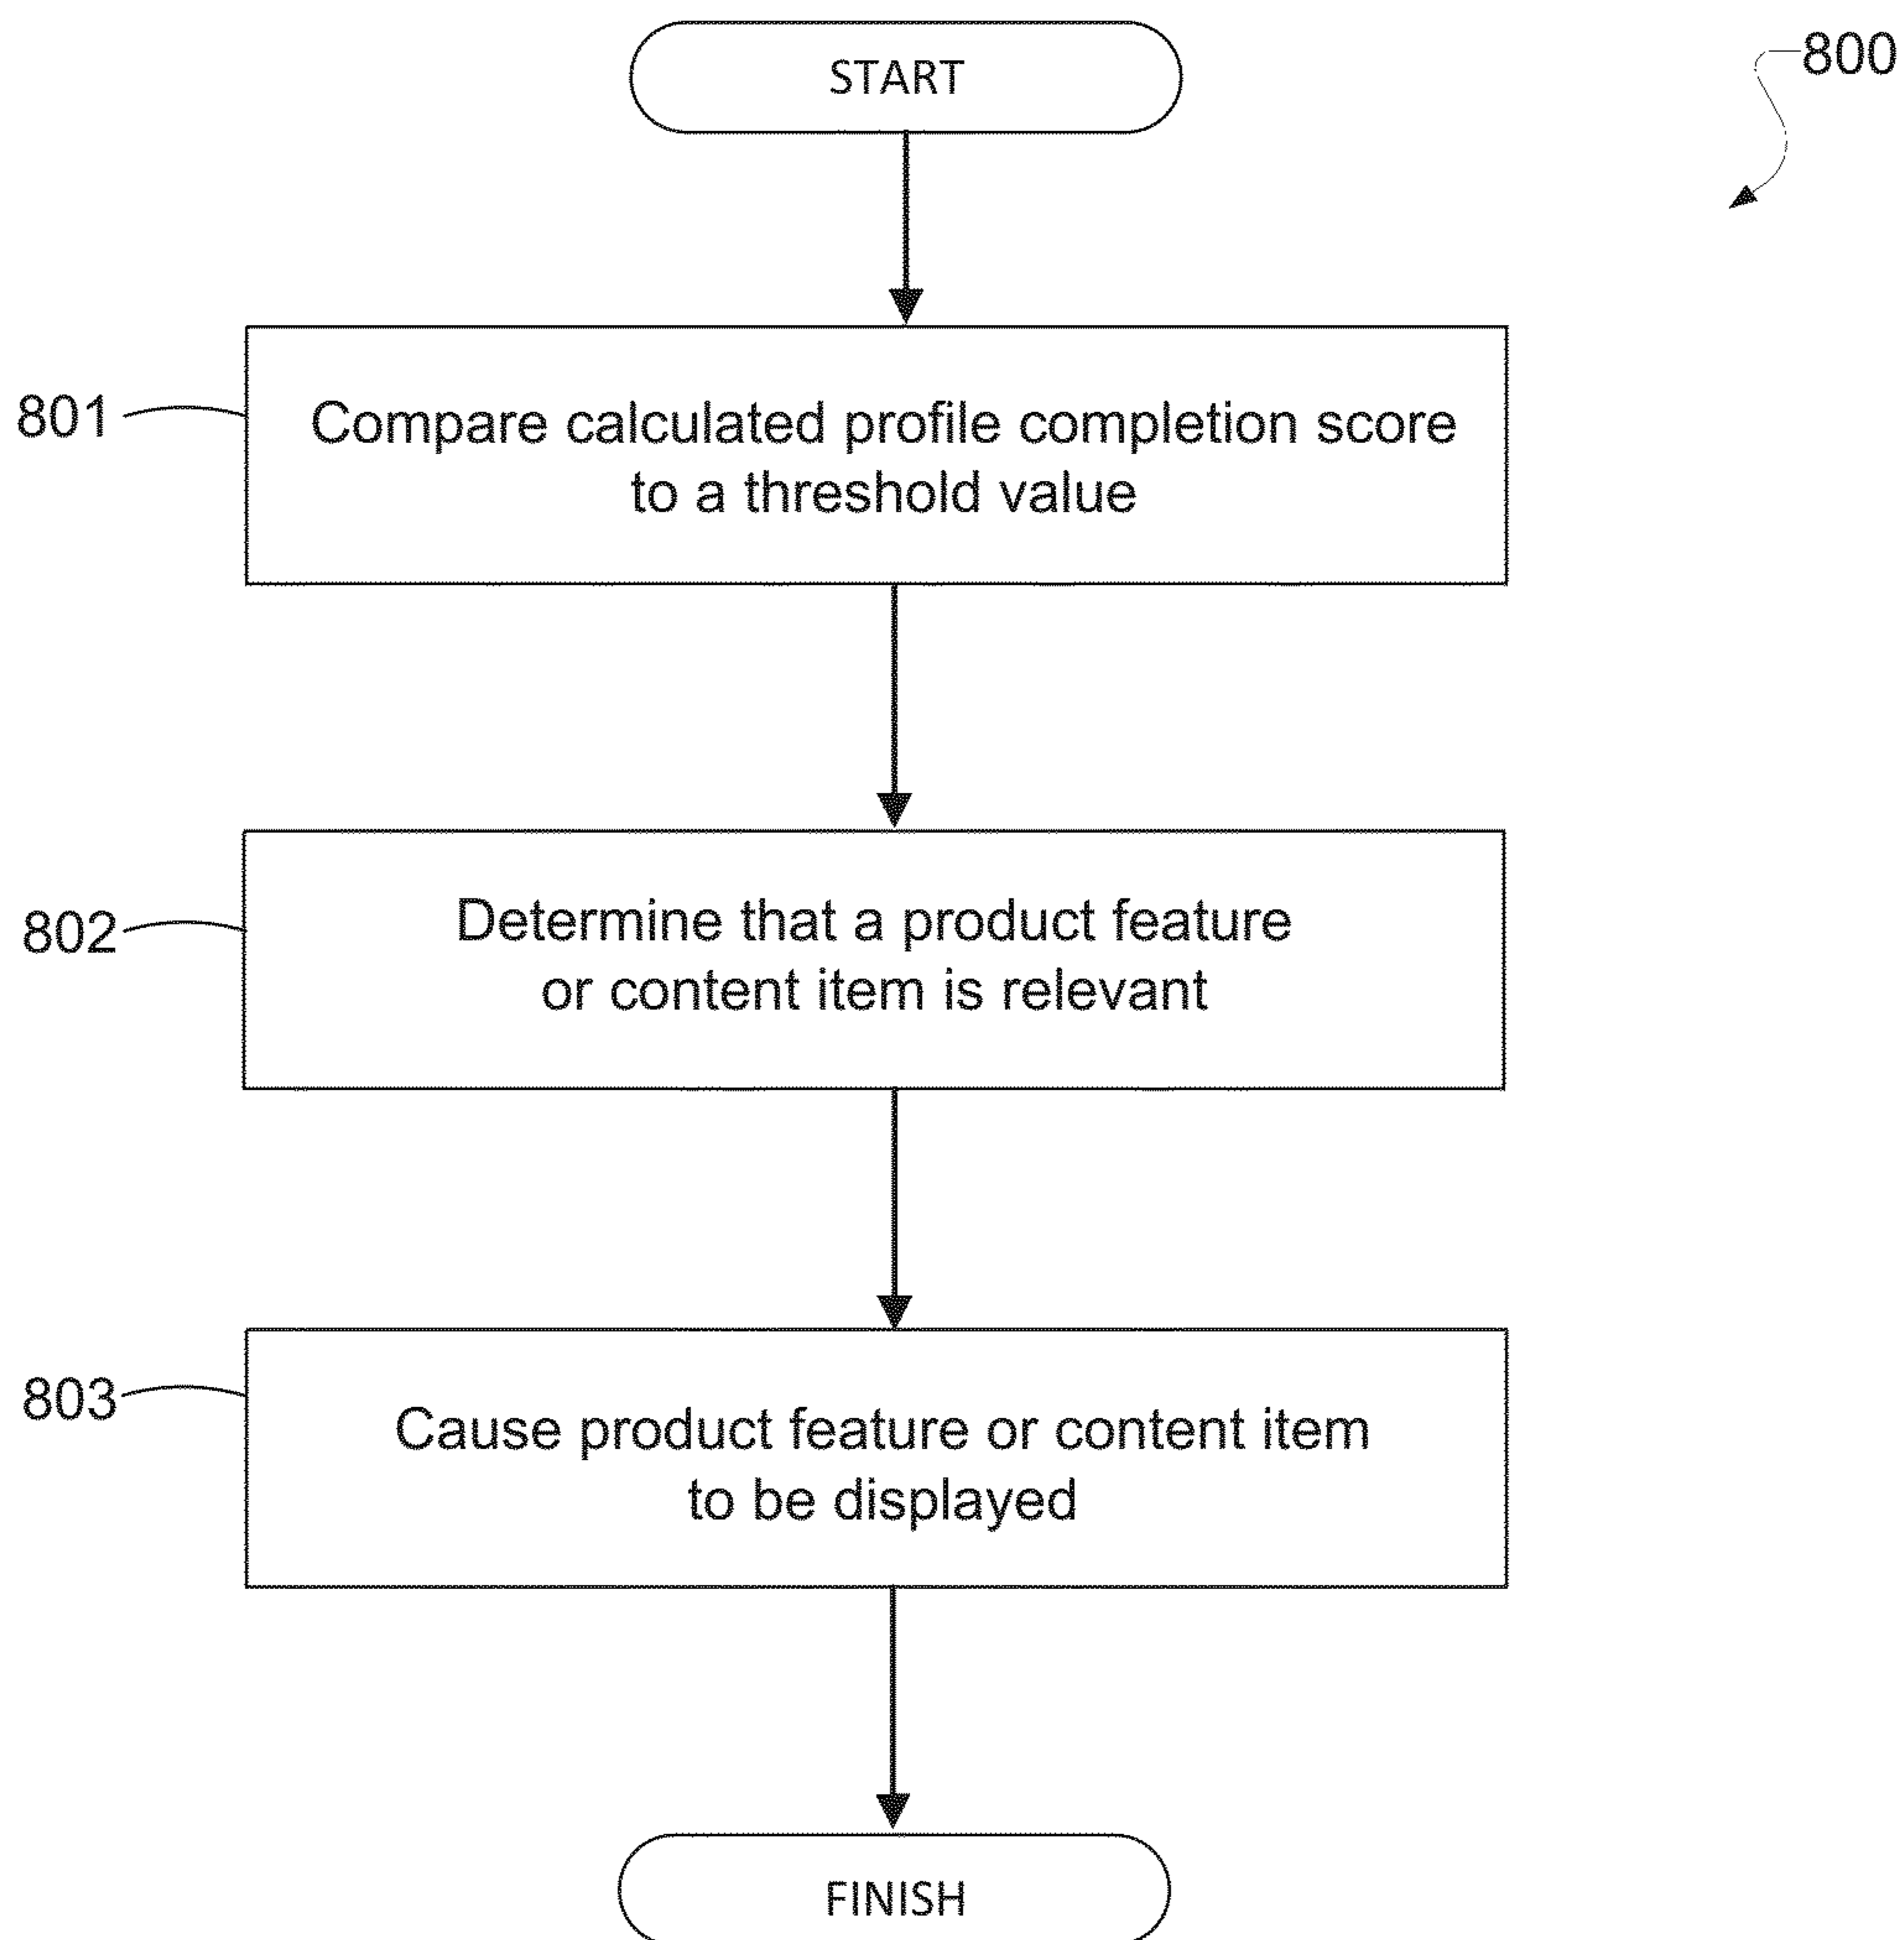 START
800
801
Compare calculated profile completion score
to a threshold value
802
Determine that a product feature
or content item is relevant
803
Cause product feature or content item
to be displayed
FINISH